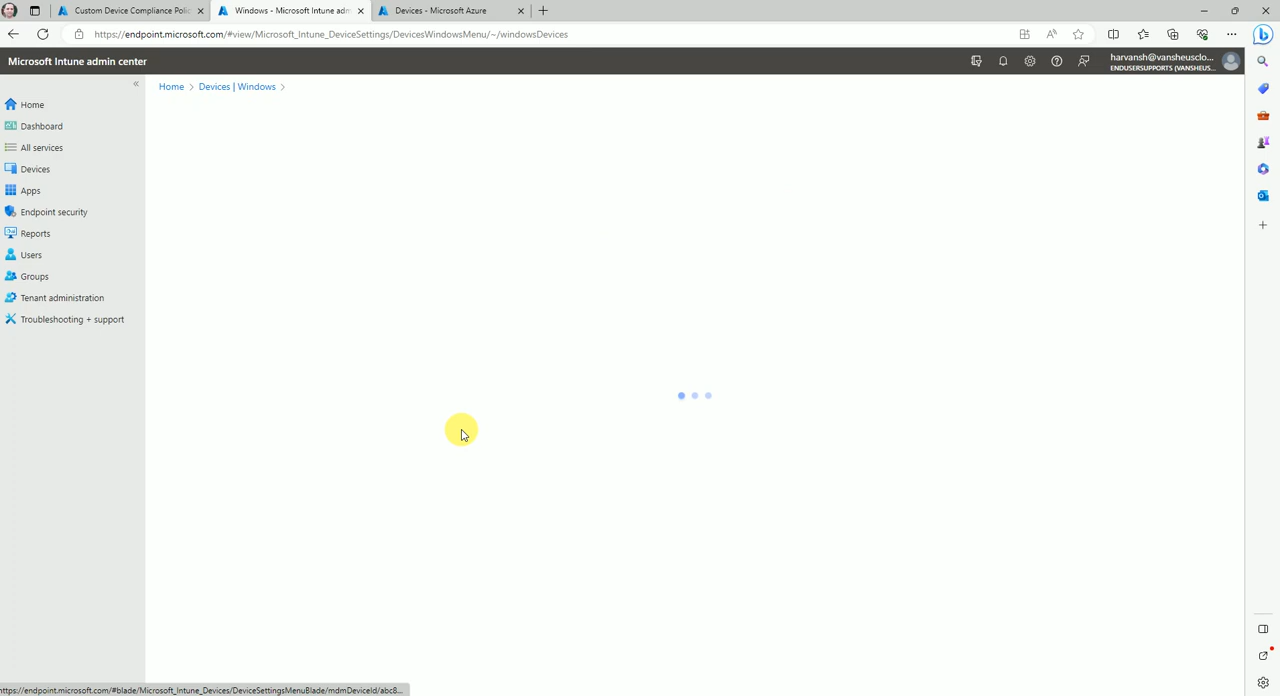 Custom Device Compliance Polic
Windows - Microsoft Intune adm
Devices - Microsoft Azure
https://endpoint.microsoft.com/#view/Microsoft_Intune_DeviceSettings/DevicesWindowsMenu/~/windowsDevices
Microsoft Intune admin center
harvansh@vansheusclo...
ENDUSERSUPPORTS (VANSHEUS...
Home
Devices | Windows
Home
Dashboard
All services
Devices
Apps
Endpoint security
Reports
Users
Groups
Tenant administration
Troubleshooting + support
https://endpoint.microsoft.com/#blade/Microsoft_Intune_Devices/DeviceSettingsMenuBlade/mdmDeviceId/abc8...